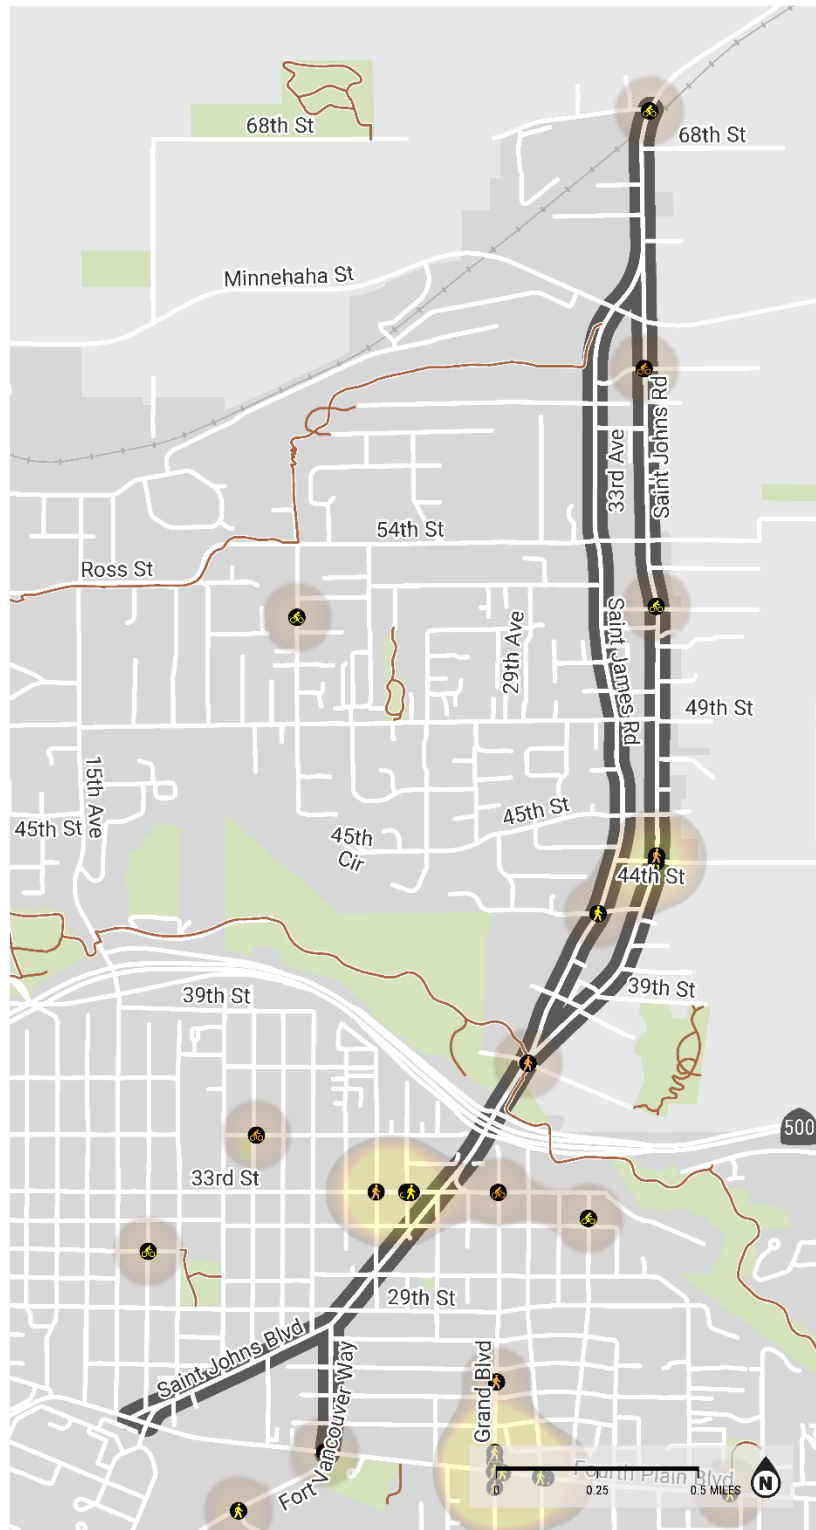 68th St
68th St
Minnehaha St
Saint Johns Rd
33rd Ave
54th St
Ross St
29th Ave
Saint James Rd
49th St
15th Ave
45th St
45th St
45th
Cir
44th St
39th St
39th St
500
33rd St
29th St
Saint Johns Blvd
Grand Blvd
Fort Vancouver Way
Fourth Plain Blvd
0
0.25
0.5 MILES
N